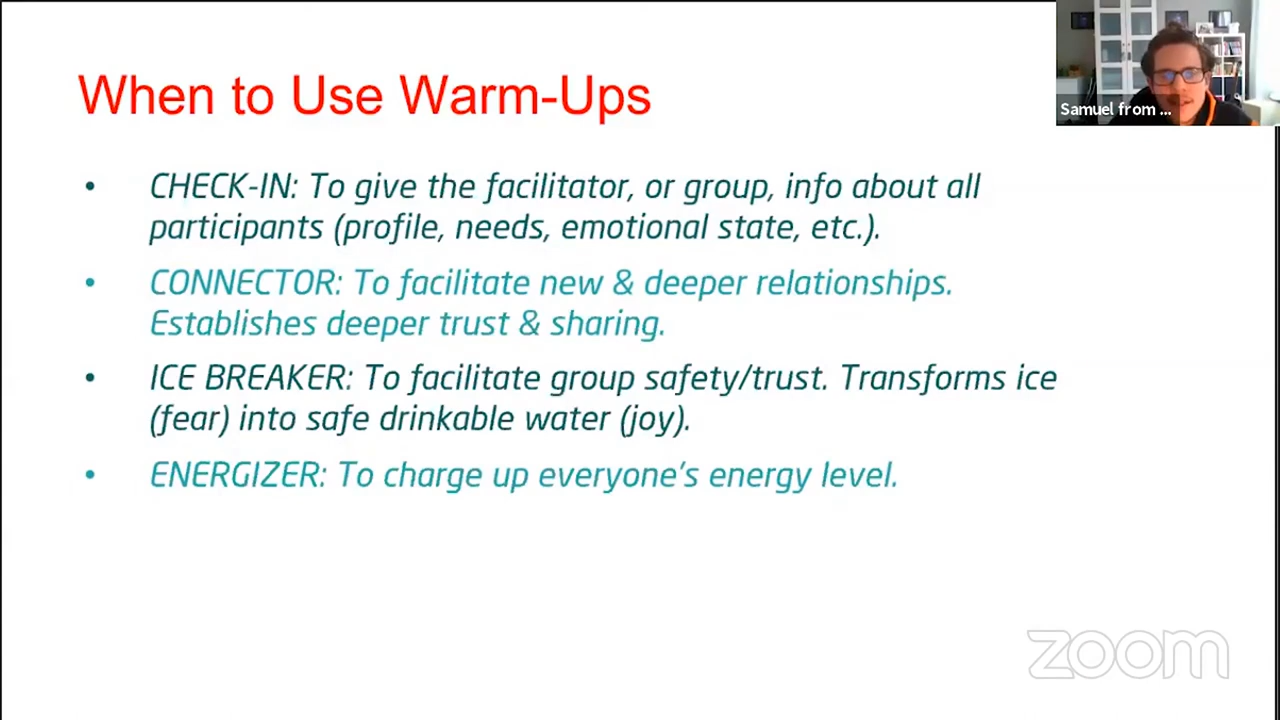 When to Use Warm-Ups
Samuel from ...
• CHECK-IN: To give the facilitator, or group, info about all
participants (profile, needs, emotional state, etc.).
• CONNECTOR: To facilitate new & deeper relationships.
Establishes deeper trust & sharing.
• ICE BREAKER: To facilitate group safety/trust. Transforms ice
(fear) into safe drinkable water (joy).
• ENERGIZER: To charge up everyone’s energy level.
zoom